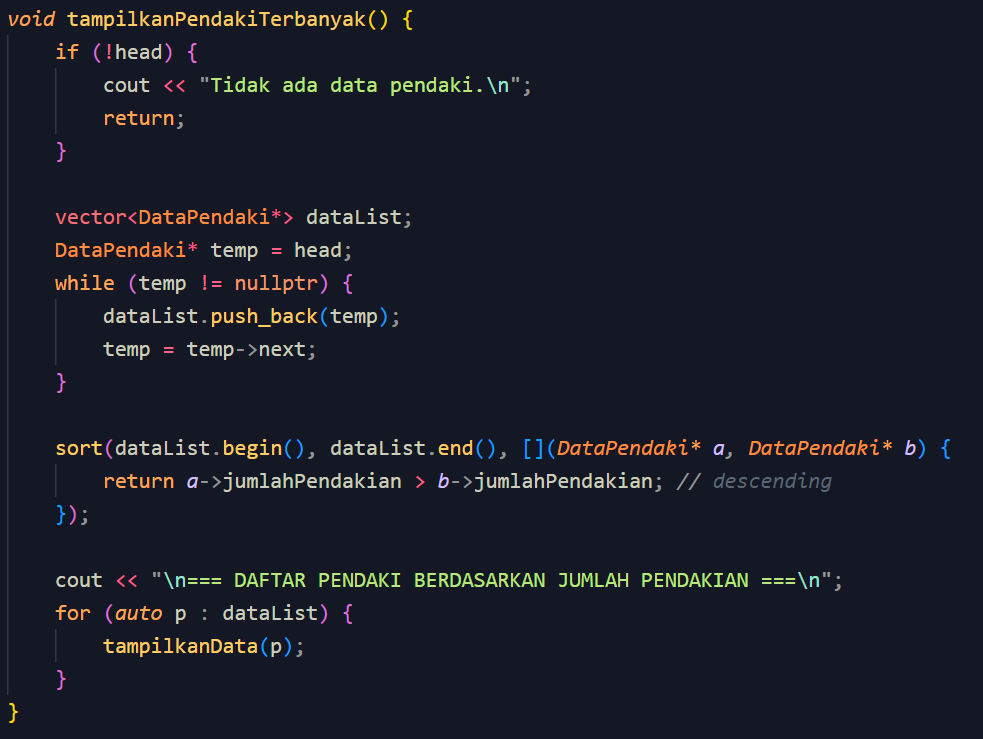 void tampilkanPendakiTerbanyak() {
    if (!head) {
        cout << "Tidak ada data pendaki.\n";
        return;
    }

    vector<DataPendaki*> dataList;
    DataPendaki* temp = head;
    while (temp != nullptr) {
        dataList.push_back(temp);
        temp = temp->next;
    }

    sort(dataList.begin(), dataList.end(), [](DataPendaki* a, DataPendaki* b) {
        return a->jumlahPendakian > b->jumlahPendakian; // descending
    });

    cout << "\n=== DAFTAR PENDAKI BERDASARKAN JUMLAH PENDAKIAN ===\n";
    for (auto p : dataList) {
        tampilkanData(p);
    }
}